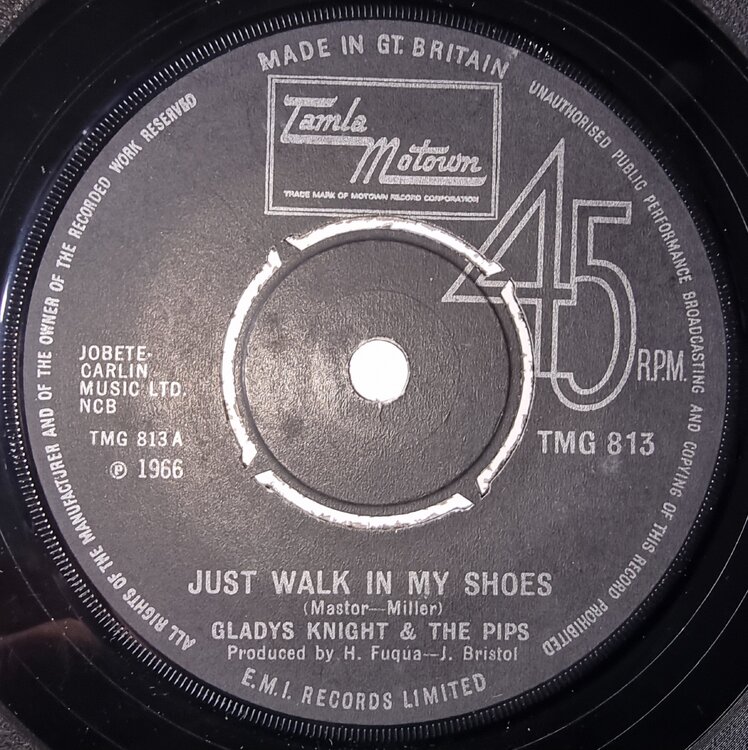 MADE IN GT. BRITAIN
UNAUTHORISED PUBLIC PERFORMANCE BROADCASTING AND COPYING OF THIS RECORD PROHIBITED
ALL RIGHTS OF THE MANUFACTURER AND OF THE OWNER OF THE RECORDED WORK RESERVED
Tamla
Motown
TRADE MARK OF MOTOWN RECORD CORPORATION
45
R.P.M.
JOBETE-
CARLIN
MUSIC LTD.
NCB
TMG 813A
℗ 1966
TMG 813
JUST WALK IN MY SHOES
(Mastor—Miller)
GLADYS KNIGHT & THE PIPS
Produced by H. Fuqua—J. Bristol
E.M.I. RECORDS LIMITED